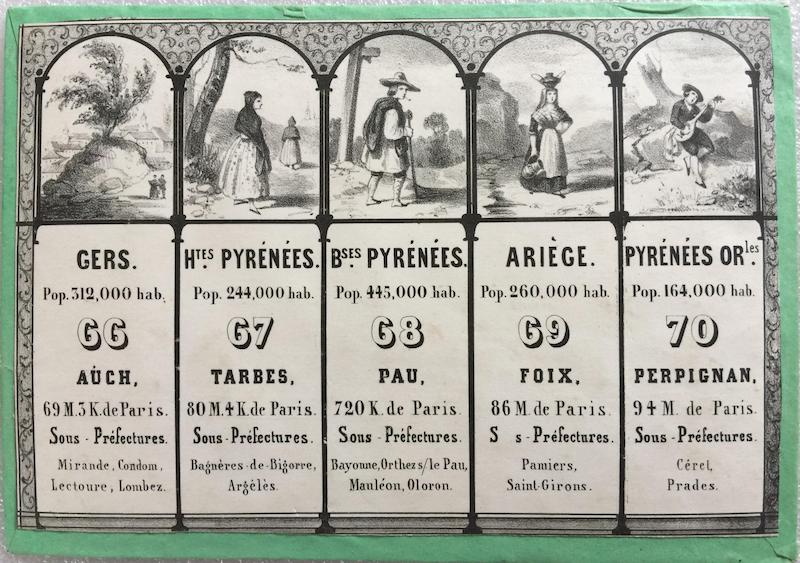 GERS.
Pop. 312,000 hab.
66
AÙCH,
69 M. 3 K. de Paris.
Sous-Préfectures.
Mirande, Condom,
Lectoure, Lombez.
Htes. PYRÉNÉES.
Pop. 244,000 hab.
67
TARBES,
80 M. 4 K. de Paris.
Sous-Préfectures.
Bagnères-de-Bigorre,
Argélès.
Bses. PYRÉNÉES.
Pop. 445,000 hab.
68
PAU,
720 K. de Paris.
Sous-Préfectures.
Bayonne, Orthez s/le Pau,
Mauléon, Oloron.
ARIÈGE.
Pop. 260,000 hab.
69
FOIX,
86 M. de Paris.
S s-Préfectures.
Pamiers,
Saint-Girons.
PYRÉNÉES ORles.
Pop. 164,000 hab.
70
PERPIGNAN,
94 M. de Paris.
Sous-Préfectures.
Céret,
Prades.